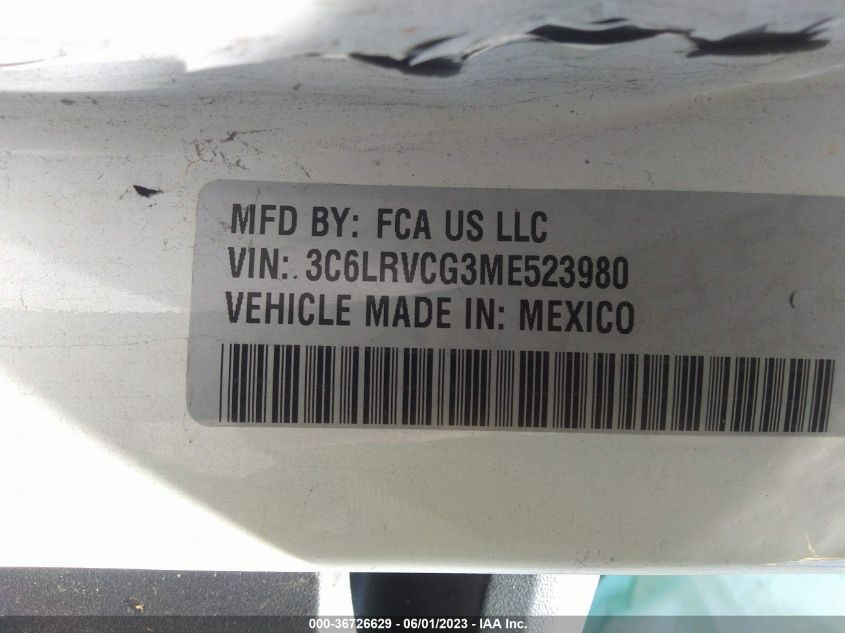 MFD BY: FCA US LLC
VIN: 3C6LRVCG3ME523980
VEHICLE MADE IN: MEXICO
000-36726629 - 06/01/2023 - IAA Inc.